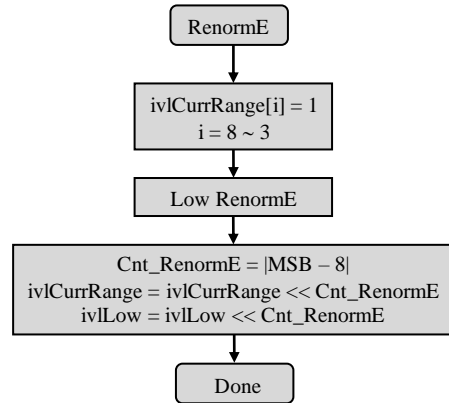 RenormE
ivlCurrRange[i] = 1
i = 8 ~ 3
Low RenormE
Cnt_RenormE = |MSB – 8|
ivlCurrRange = ivlCurrRange << Cnt_RenormE
ivlLow = ivlLow << Cnt_RenormE
Done